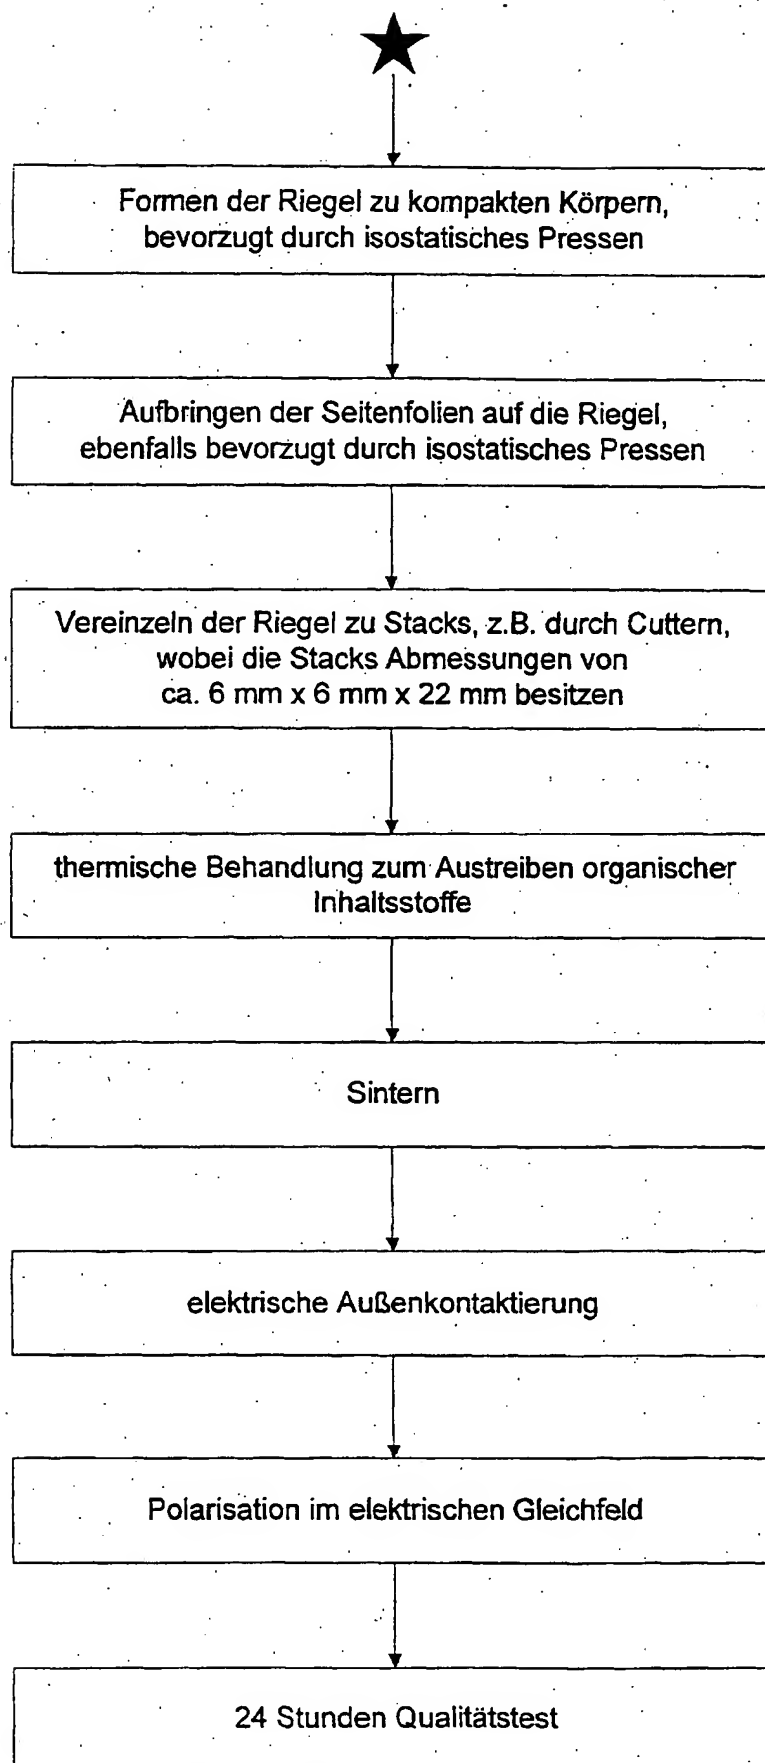 Formen der Riegel zu kompakten Körpern,
bevorzugt durch isostatisches Pressen
Aufbringen der Seitenfolien auf die Riegel,
ebenfalls bevorzugt durch isostatisches Pressen
Vereinzeln der Riegel zu Stacks, z.B. durch Cuttern,
wobei die Stacks Abmessungen von
ca. 6 mm x 6 mm x 22 mm besitzen
thermische Behandlung zum Austreiben organischer
Inhaltsstoffe
Sintern
elektrische Außenkontaktierung
Polarisation im elektrischen Gleichfeld
24 Stunden Qualitätstest